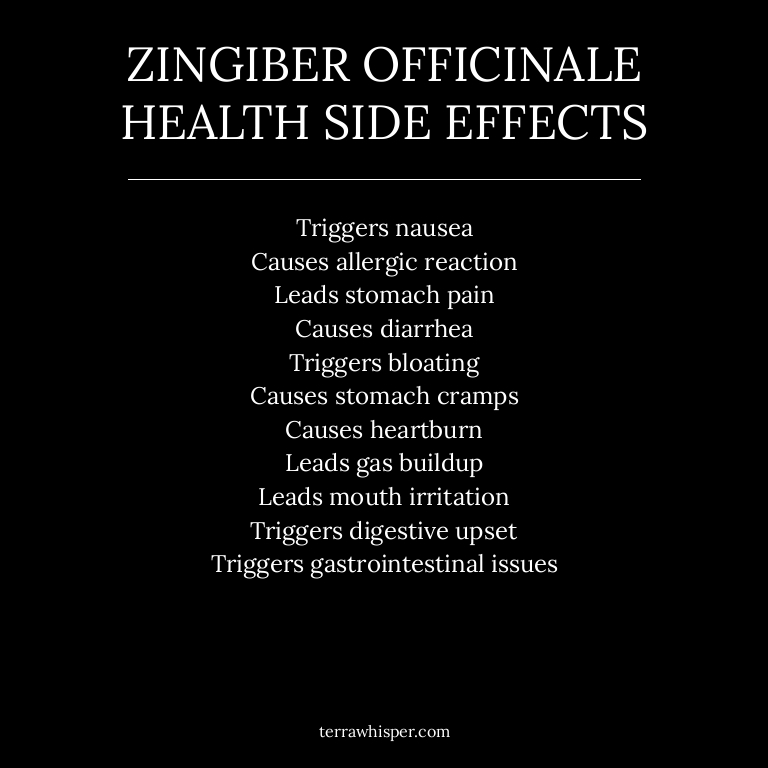 ZINGIBER OFFICINALE
HEALTH SIDE EFFECTS
Triggers nausea
Causes allergic reaction
Leads stomach pain
Causes diarrhea
Triggers bloating
Causes stomach cramps
Causes heartburn
Leads gas buildup
Leads mouth irritation
Triggers digestive upset
Triggers gastrointestinal issues
terrawhisper.com